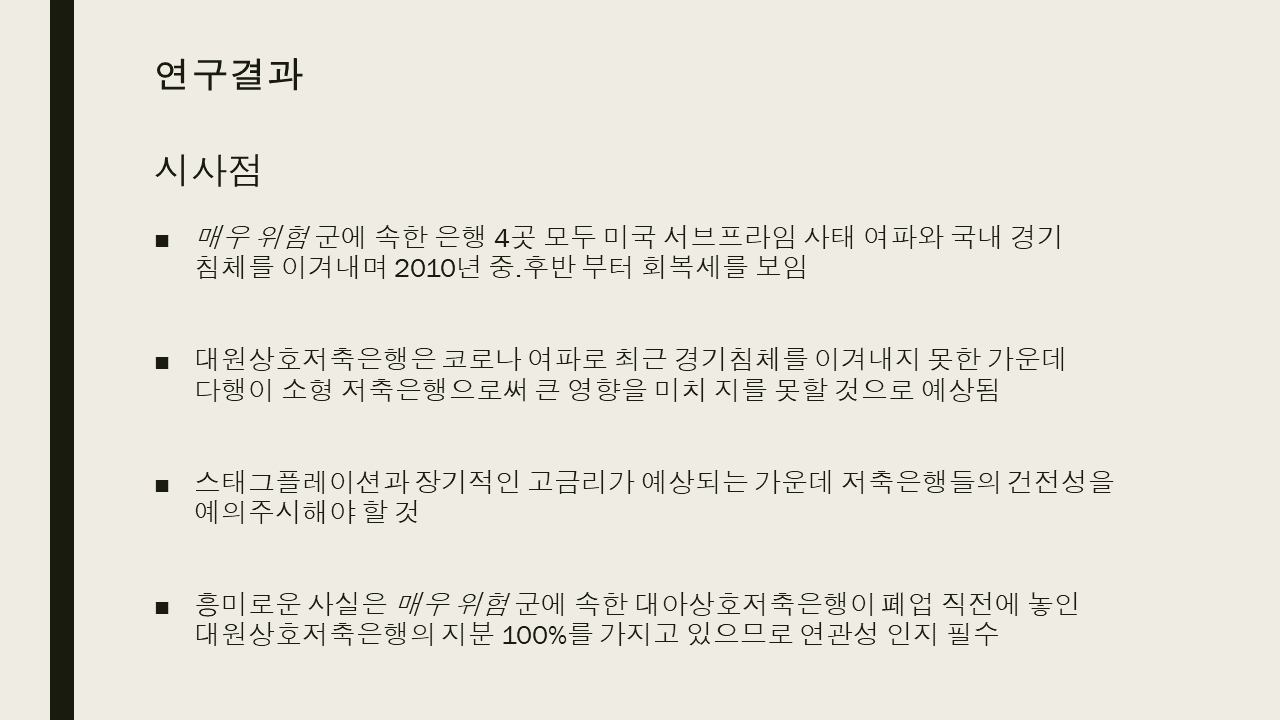 연구결과
시사점
■ 매우 위험 군에 속한 은행 4곳 모두 미국 서브프라임 사태 여파와 국내 경기
침체를 이겨내며 2010년 중.후반 부터 회복세를 보임
■ 대원상호저축은행은 코로나 여파로 최근 경기침체를 이겨내지 못한 가운데
다행이 소형 저축은행으로써 큰 영향을 미치 지를 못할 것으로 예상됨
■ 스태그플레이션과 장기적인 고금리가 예상되는 가운데 저축은행들의 건전성을
예의주시해야 할 것
■ 흥미로운 사실은 매우 위험 군에 속한 대아상호저축은행이 폐업 직전에 놓인
대원상호저축은행의 지분 100%를 가지고 있으므로 연관성 인지 필수